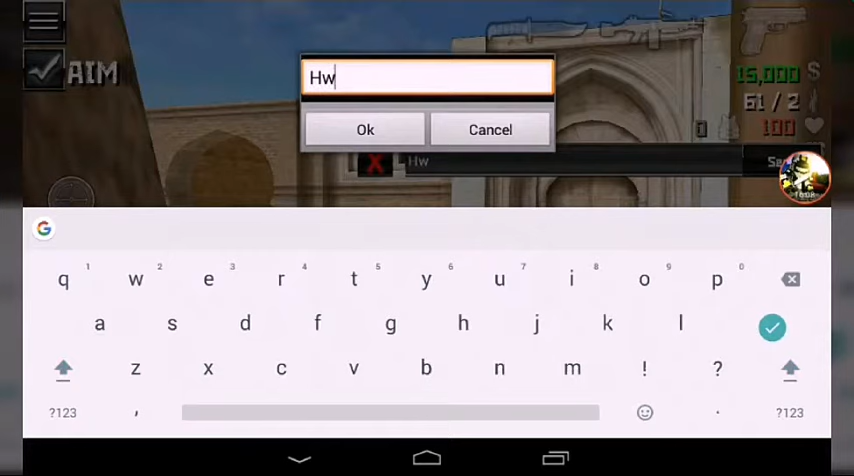 AIM
Hw
15,000 $
61 / 2
Ok
Cancel
0
100
X
Hw
G
q 1 w 2 e 3 r 4 t 5 y 6 u 7 i 8 o 9 p 0
a s d f g h j k l
z x c v b n m ! ?
?123 , . ?123